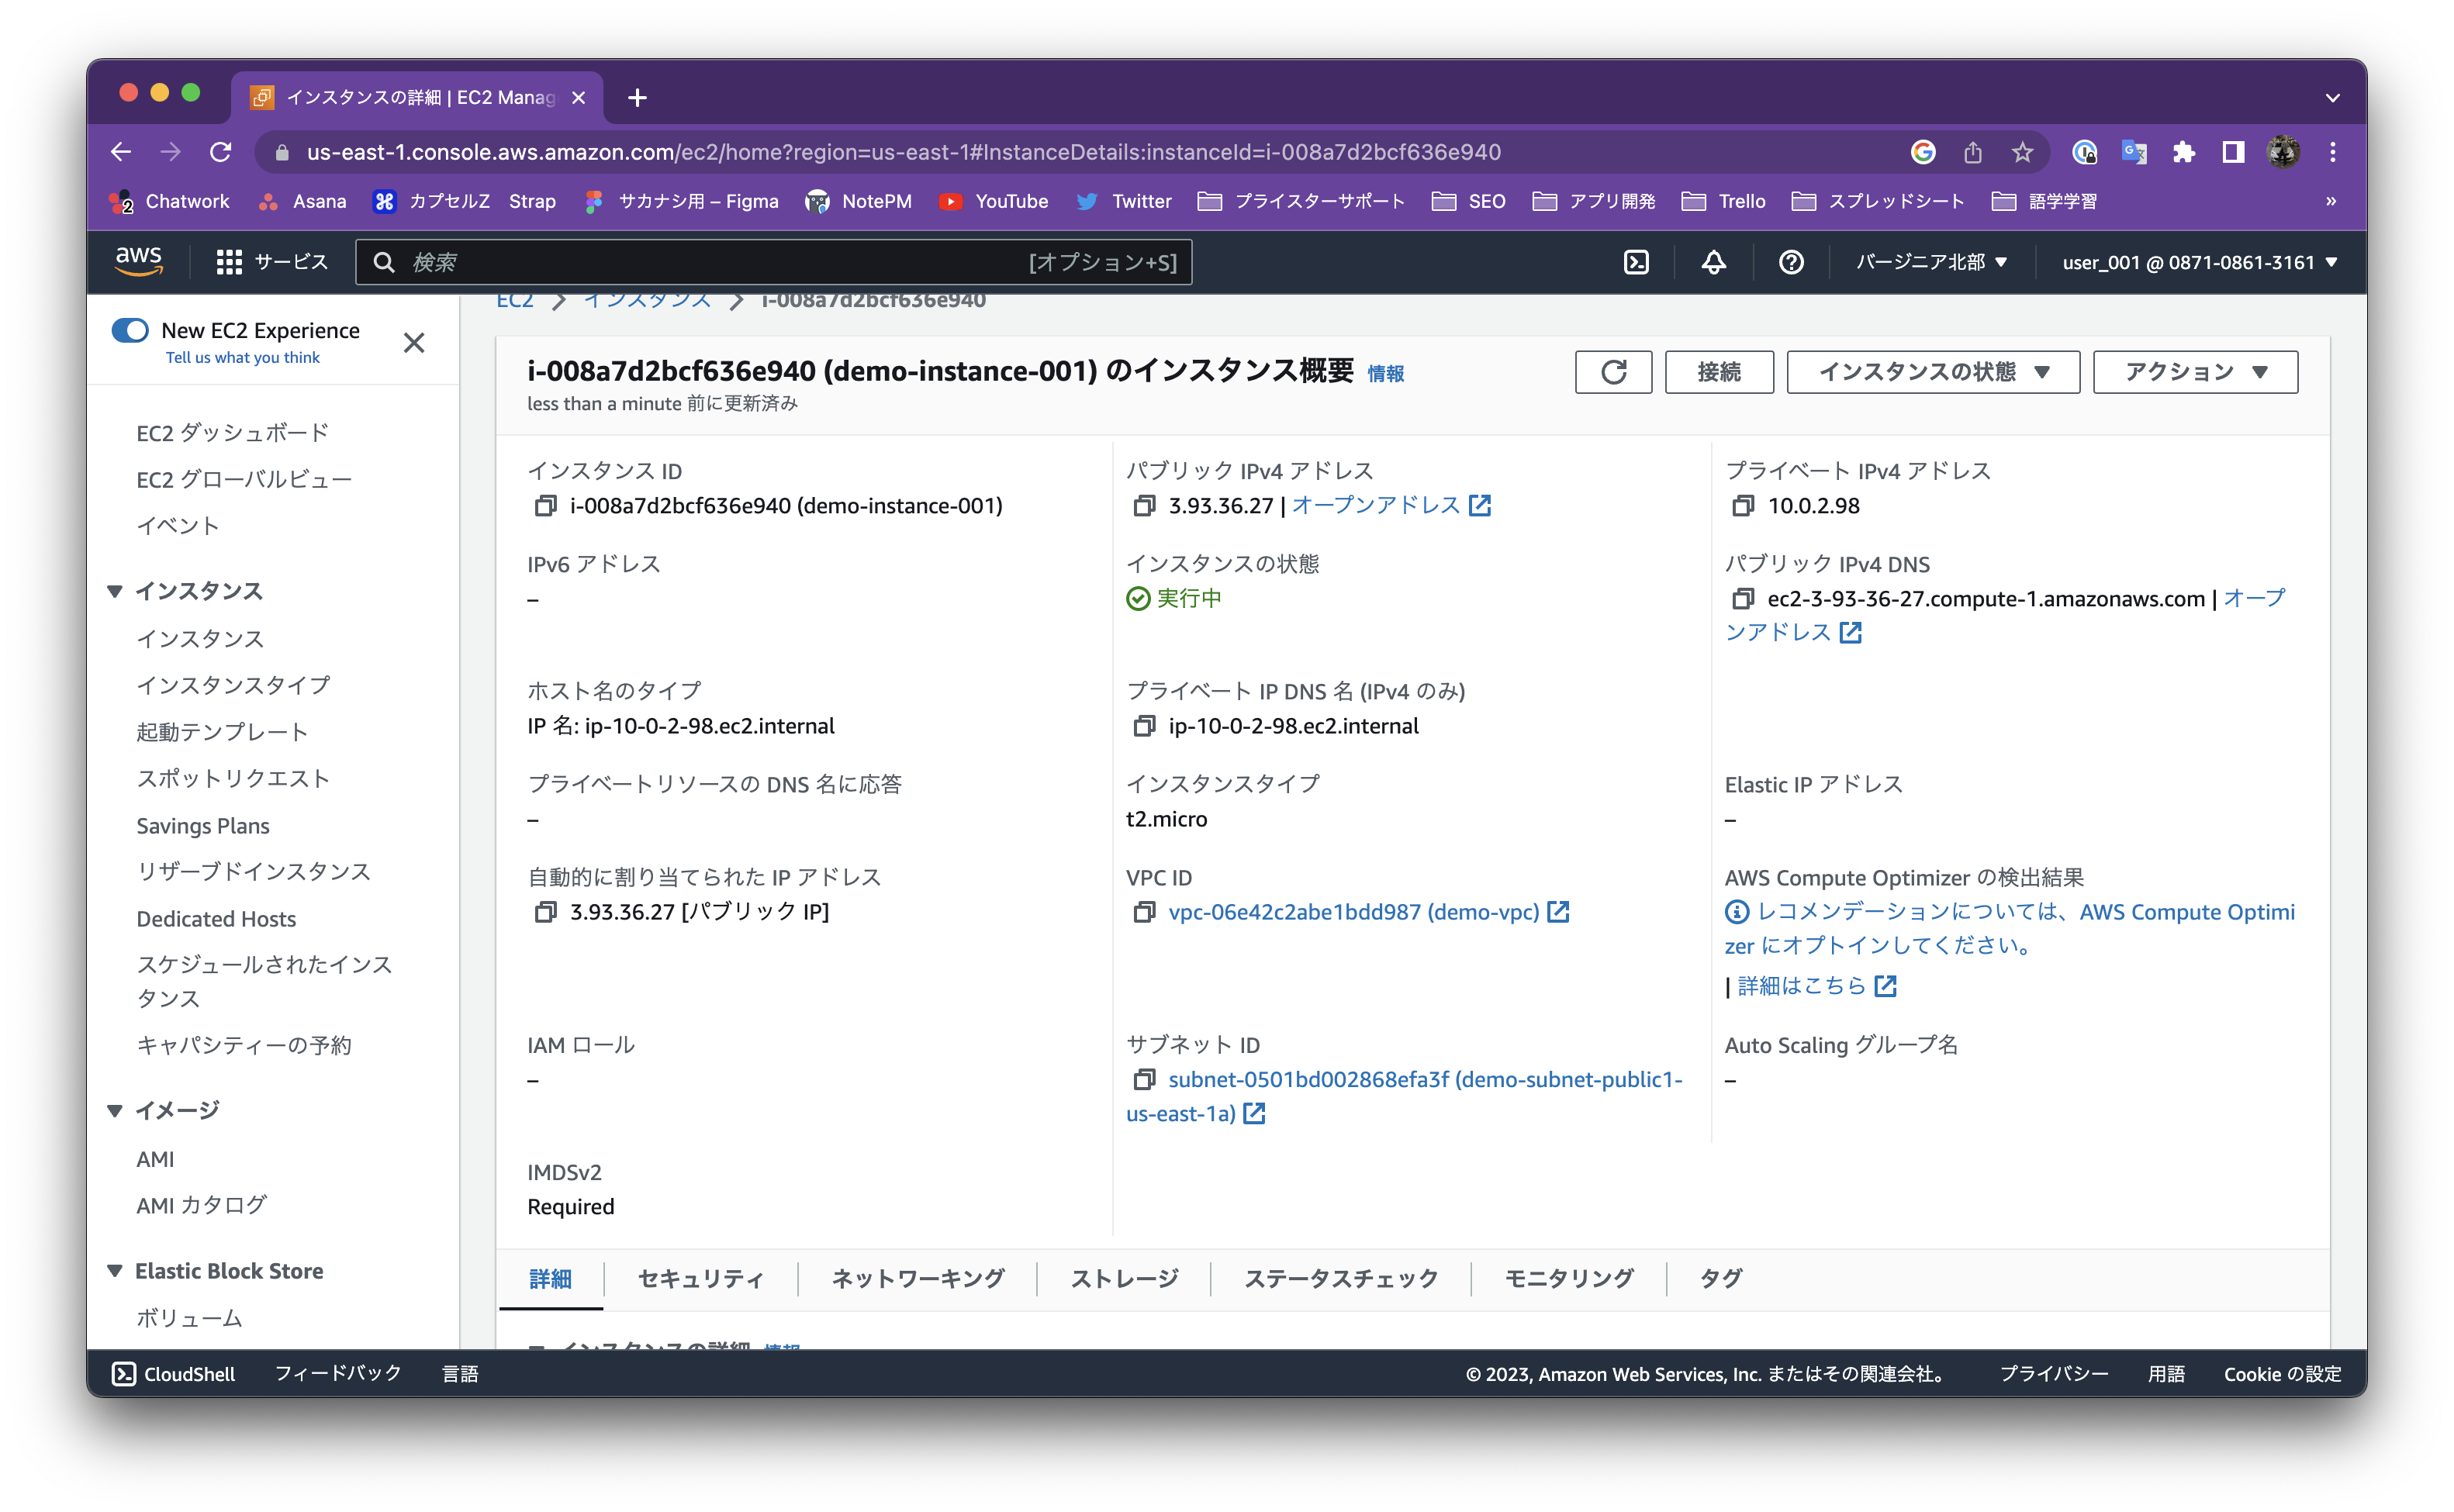 インスタンスの詳細 | EC2 Manag
us-east-1.console.aws.amazon.com/ec2/home?region=us-east-1#InstanceDetails:instanceId=i-008a7d2bcf636e940
Chatwork Asana カプセルZ Strap サカナシ用 – Figma NotePM YouTube Twitter プライスターサポート SEO アプリ開発 Trello スプレッドシート 語学学習 »
aws サービス 検索 [オプション+S] バージニア北部 ▼ user_001 @ 0871-0861-3161 ▼
New EC2 Experience
Tell us what you think
EC2 ダッシュボード
EC2 グローバルビュー
イベント
インスタンス
インスタンス
インスタンスタイプ
起動テンプレート
スポットリクエスト
Savings Plans
リザーブドインスタンス
Dedicated Hosts
スケジュールされたインス
タンス
キャパシティーの予約
イメージ
AMI
AMI カタログ
Elastic Block Store
ボリューム
EC2 > インスタンス > i-008a7d2bcf636e940
i-008a7d2bcf636e940 (demo-instance-001) のインスタンス概要 情報
less than a minute 前に更新済み
接続 インスタンスの状態 ▼ アクション ▼
インスタンス ID
i-008a7d2bcf636e940 (demo-instance-001)
パブリック IPv4 アドレス
3.93.36.27 | オープンアドレス
プライベート IPv4 アドレス
10.0.2.98
IPv6 アドレス
–
インスタンスの状態
実行中
パブリック IPv4 DNS
ec2-3-93-36-27.compute-1.amazonaws.com | オープ
ンアドレス
ホスト名のタイプ
IP 名: ip-10-0-2-98.ec2.internal
プライベート IP DNS 名 (IPv4 のみ)
ip-10-0-2-98.ec2.internal
プライベートリソースの DNS 名に応答
–
インスタンスタイプ
t2.micro
Elastic IP アドレス
–
自動的に割り当てられた IP アドレス
3.93.36.27 [パブリック IP]
VPC ID
vpc-06e42c2abe1bdd987 (demo-vpc)
AWS Compute Optimizer の検出結果
レコメンデーションについては、AWS Compute Optimi
zer にオプトインしてください。
| 詳細はこちら
IAM ロール
–
サブネット ID
subnet-0501bd002868efa3f (demo-subnet-public1-
us-east-1a)
Auto Scaling グループ名
–
IMDSv2
Required
詳細 セキュリティ ネットワーキング ストレージ ステータスチェック モニタリング タグ
インスタンスの詳細 情報
CloudShell フィードバック 言語 © 2023, Amazon Web Services, Inc. またはその関連会社。 プライバシー 用語 Cookie の設定